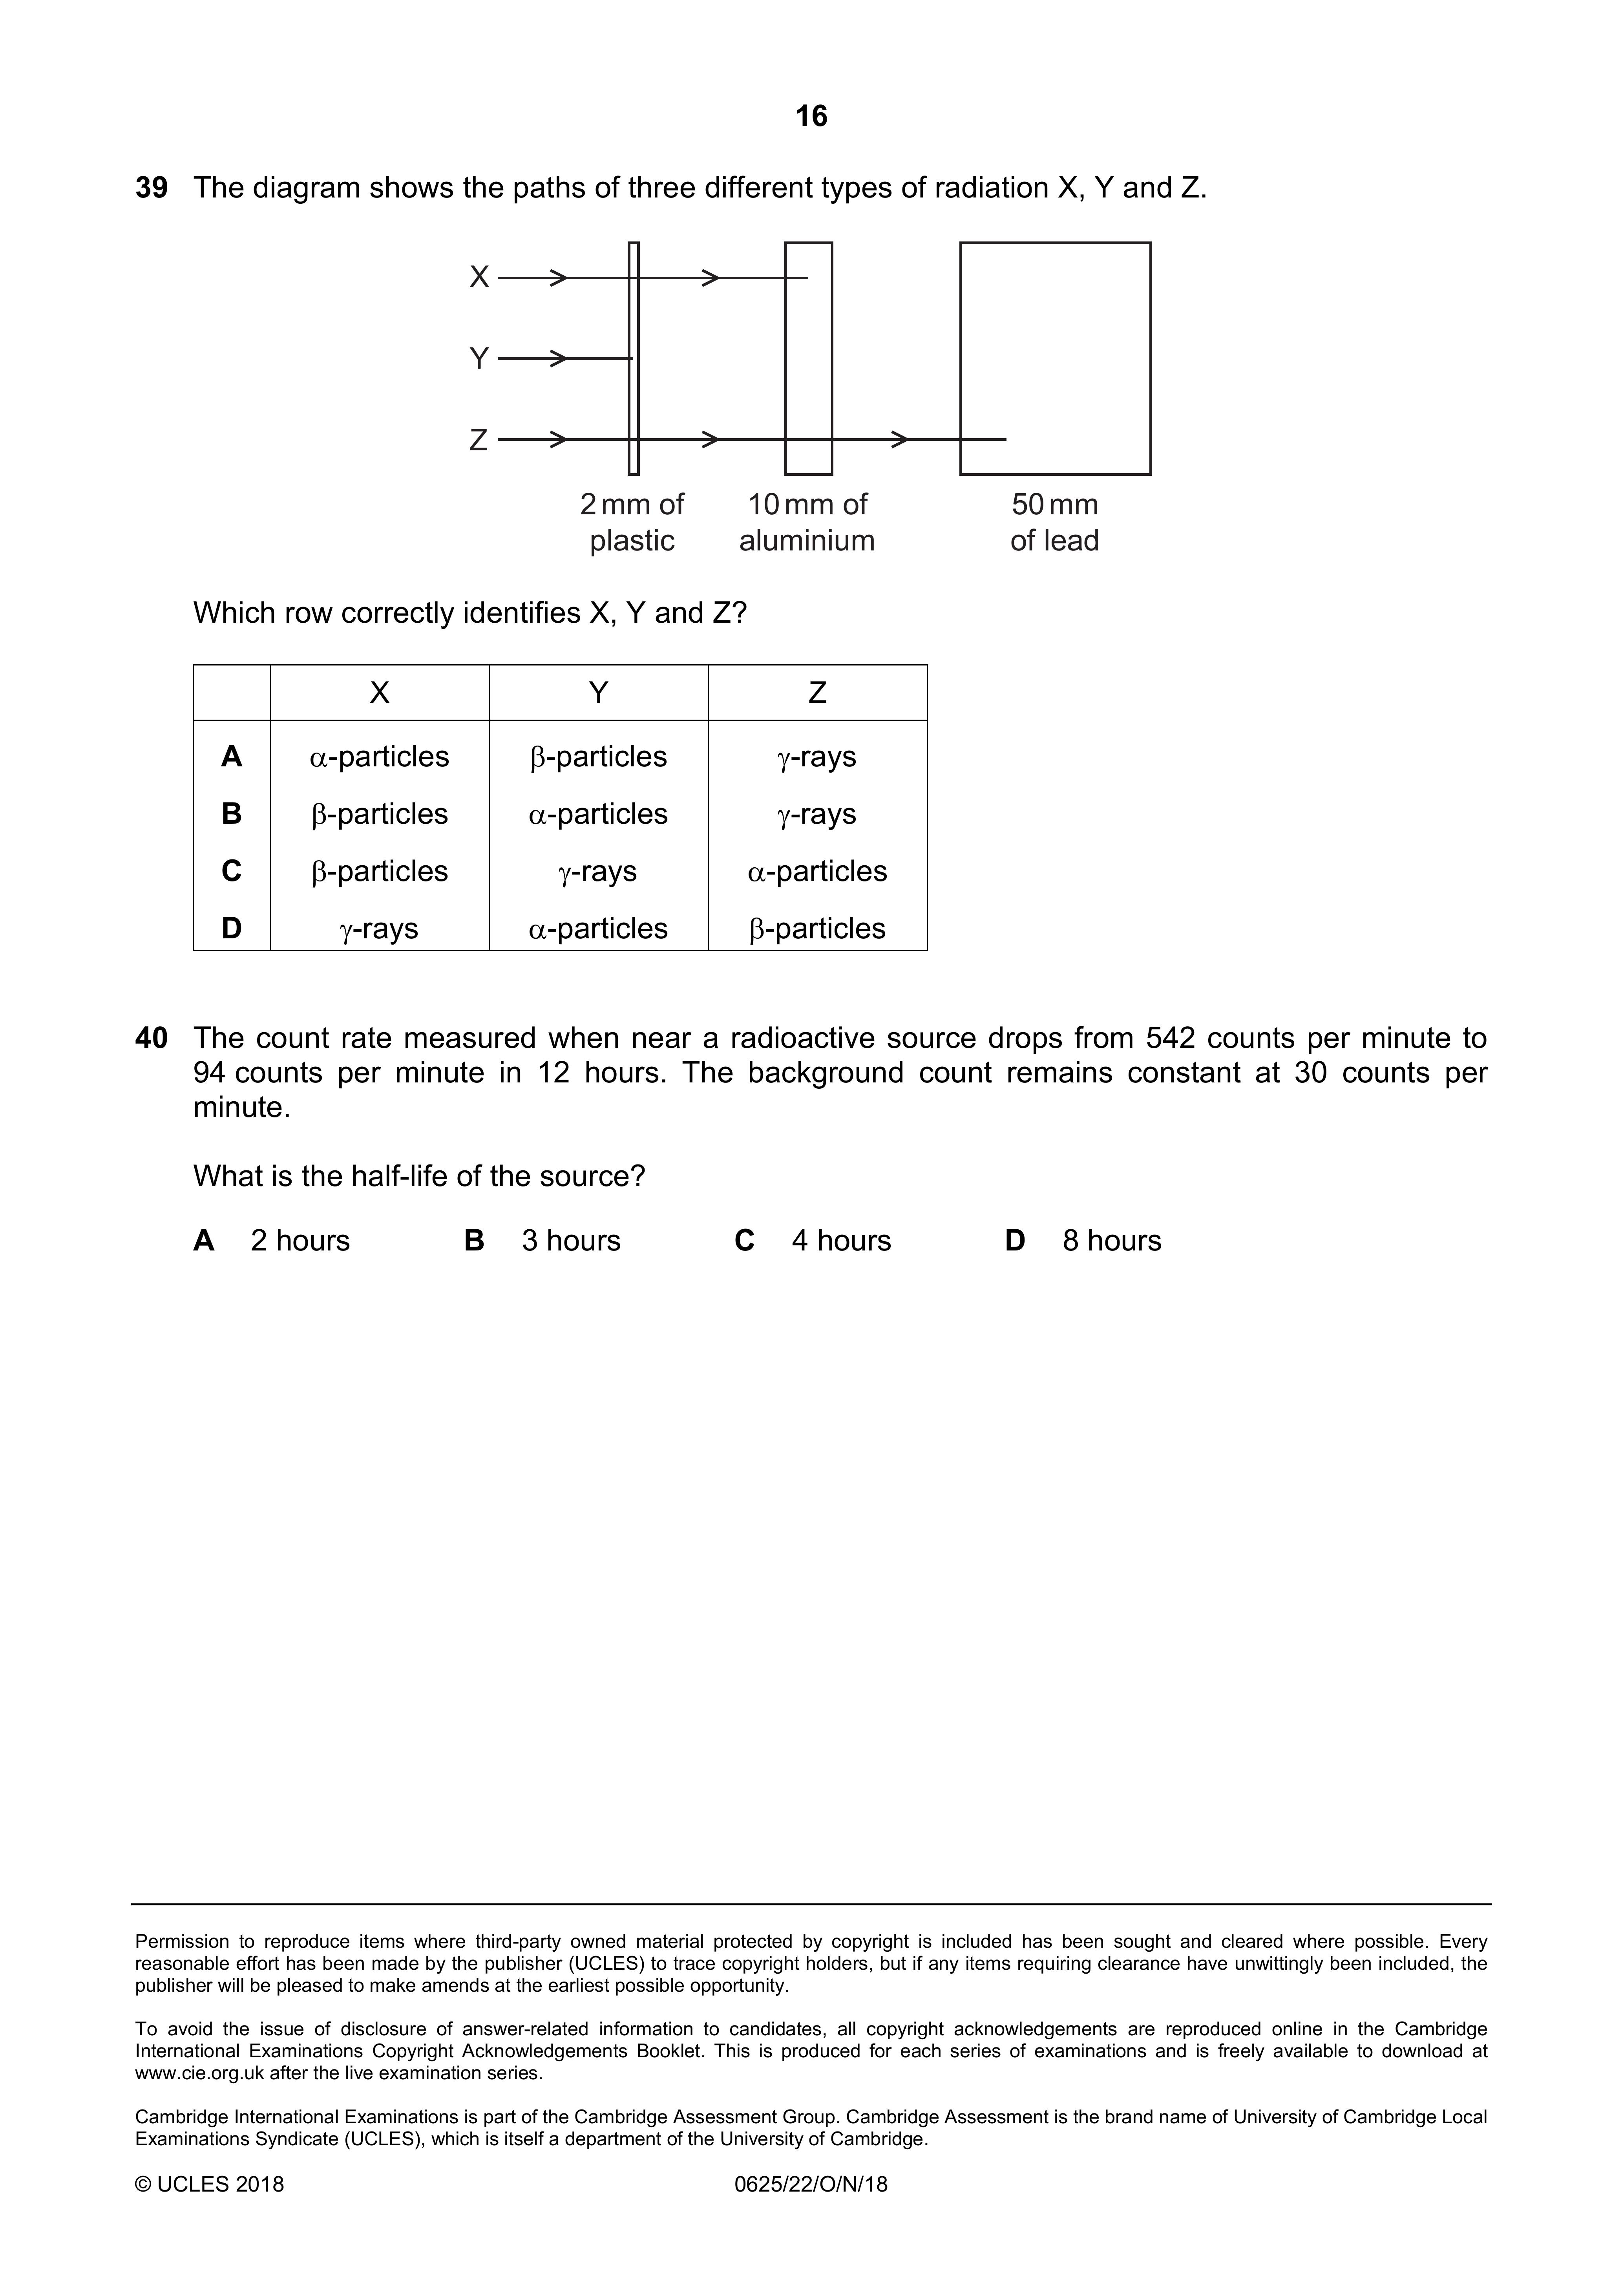 16
39 The diagram shows the paths of three different types of radiation X, Y and Z.
X
Y
Z
2 mm of plastic
10 mm of aluminium
50 mm of lead
Which row correctly identifies X, Y and Z?
X Y Z
A α-particles β-particles γ-rays
B β-particles α-particles γ-rays
C β-particles γ-rays α-particles
D γ-rays α-particles β-particles
40 The count rate measured when near a radioactive source drops from 542 counts per minute to
94 counts per minute in 12 hours. The background count remains constant at 30 counts per
minute.
What is the half-life of the source?
A 2 hours B 3 hours C 4 hours D 8 hours
Permission to reproduce items where third-party owned material protected by copyright is included has been sought and cleared where possible. Every
reasonable effort has been made by the publisher (UCLES) to trace copyright holders, but if any items requiring clearance have unwittingly been included, the
publisher will be pleased to make amends at the earliest possible opportunity.
To avoid the issue of disclosure of answer-related information to candidates, all copyright acknowledgements are reproduced online in the Cambridge
International Examinations Copyright Acknowledgements Booklet. This is produced for each series of examinations and is freely available to download at
www.cie.org.uk after the live examination series.
Cambridge International Examinations is part of the Cambridge Assessment Group. Cambridge Assessment is the brand name of University of Cambridge Local
Examinations Syndicate (UCLES), which is itself a department of the University of Cambridge.
© UCLES 2018 0625/22/O/N/18